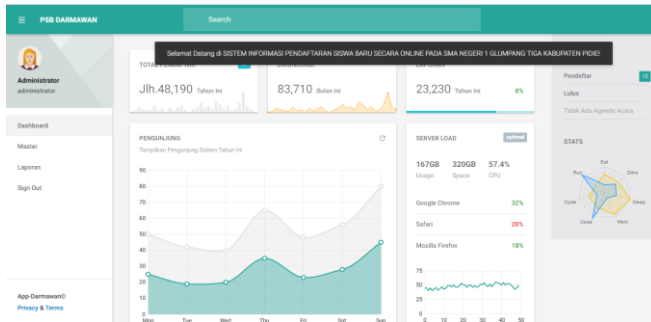 PSB DARMAWAN
Search
Selamat Datang di SISTEM INFORMASI PENDAFTARAN SISWA BARU SECARA ONLINE PADA SMA NEGERI 1 GLUMPANG TIGA KABUPATEN PIDIE!
Administrator
administrator
Dashboard
Master
Laporan
Sign Out
App-Darmawan©
Privacy & Terms
Jlh.48,190 Tahun Ini
83,710 Bulan Ini
23,230 Tahun Ini 8%
PENGUNJUNG
Tampilkan Pengunjung Sistem Tahun Ini
90
80
70
60
50
40
30
20
10
0
Mon Tue Wed Thu Fri Sat Sun
SERVER LOAD optimal
167GB 320GB 57.4%
Usage Space CPU
Google Chrome 32%
Safari 28%
Mozilla Firefox 18%
75
50
25
0
0 10 20 30 40 50
Pendaftar 12
Lulus
Tidak Ada Agenda Acara
STATS
Eat
Run Drink
Cycle Sleep
Code Work